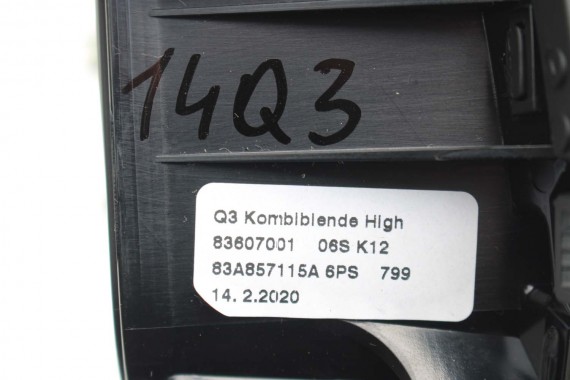 14Q3
Q3 Kombiblende High
83607001 06S K12
83A857115A 6PS 799
14. 2.2020